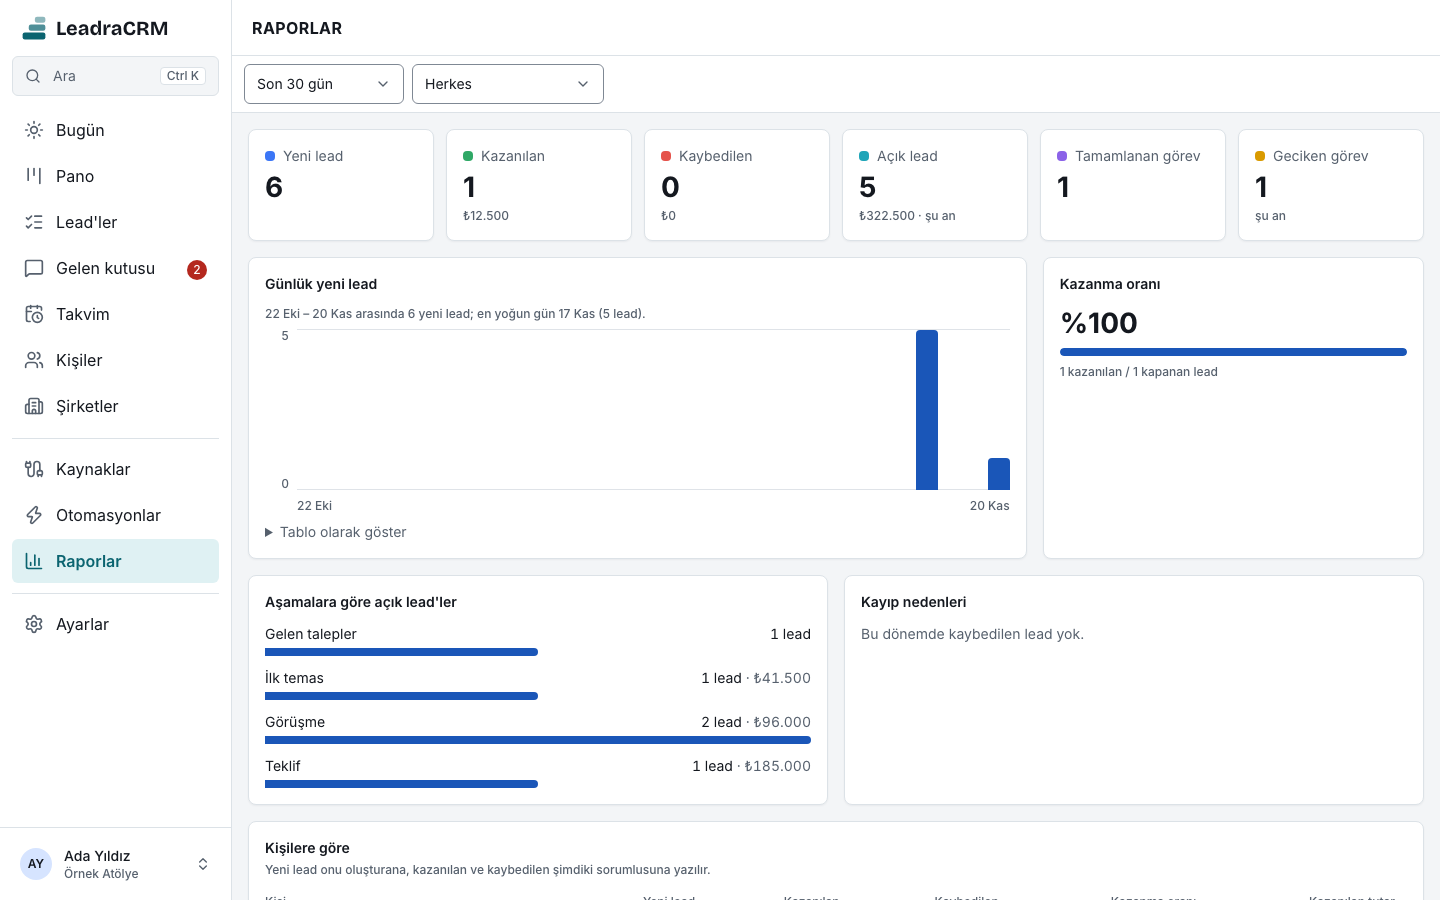 LeadraCRM
Ara
Ctrl K
Bugün
Pano
Lead'ler
Gelen kutusu
2
Takvim
Kişiler
Şirketler
Kaynaklar
Otomasyonlar
Raporlar
Ayarlar
AY
Ada Yıldız
Örnek Atölye
RAPORLAR
Son 30 gün
Herkes
Yeni lead
6
Kazanılan
1
₺12.500
Kaybedilen
0
₺0
Açık lead
5
₺322.500 · şu an
Tamamlanan görev
1
Geciken görev
1
şu an
Günlük yeni lead
22 Eki – 20 Kas arasında 6 yeni lead; en yoğun gün 17 Kas (5 lead).
5
0
22 Eki
20 Kas
Tablo olarak göster
Kazanma oranı
%100
1 kazanılan / 1 kapanan lead
Aşamalara göre açık lead'ler
Gelen talepler
1 lead
İlk temas
1 lead · ₺41.500
Görüşme
2 lead · ₺96.000
Teklif
1 lead · ₺185.000
Kayıp nedenleri
Bu dönemde kaybedilen lead yok.
Kişilere göre
Yeni lead onu oluşturana, kazanılan ve kaybedilen şimdiki sorumlusuna yazılır.